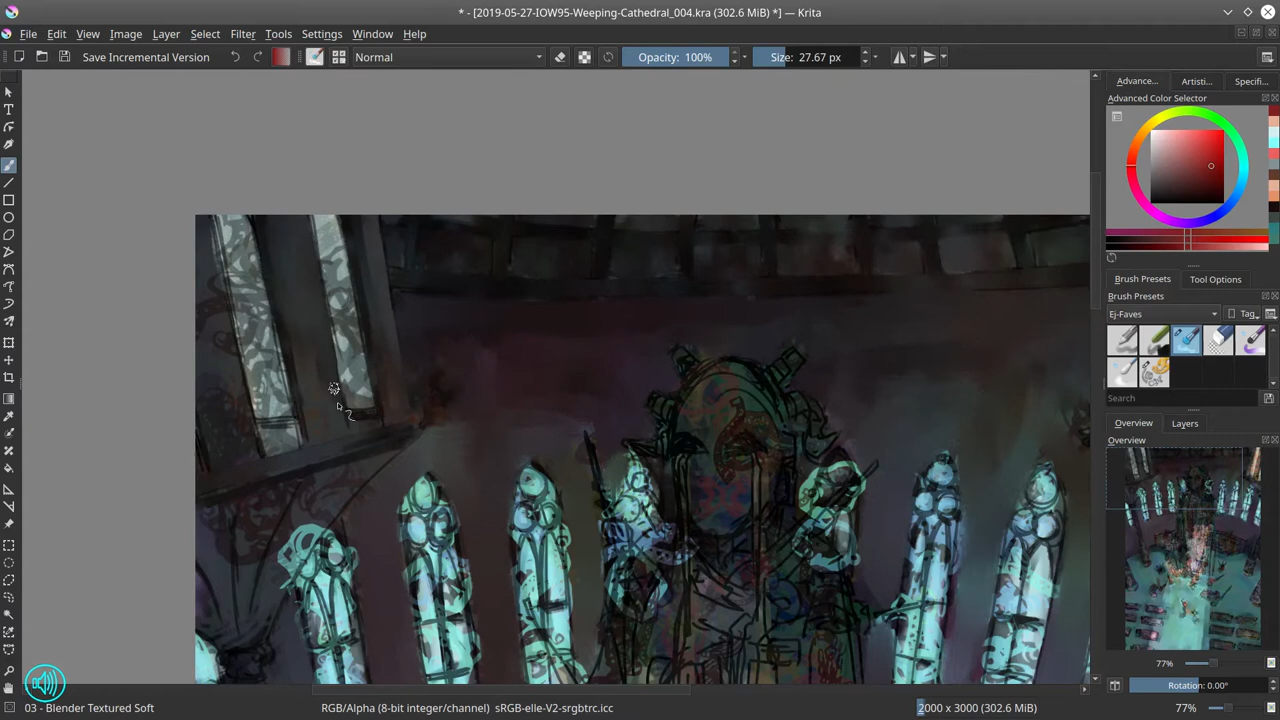 * - [2019-05-27-IOW95-Weeping-Cathedral_004.kra (302.6 MiB) *] — Krita
File Edit View Image Layer Select Filter Tools Settings Window Help
Save Incremental Version Normal Opacity: 100% Size: 27.67 px
Advance... Artisti... Specifi...
Advanced Color Selector
Brush Presets Tool Options
Brush Presets
Ej-Faves Tag
Search
Overview Layers
Overview
77%
Rotation: 0.00°
03 - Blender Textured Soft RGB/Alpha (8-bit integer/channel) sRGB-elle-V2-srgbtrc.icc 2000 x 3000 (302.6 MiB) 77%